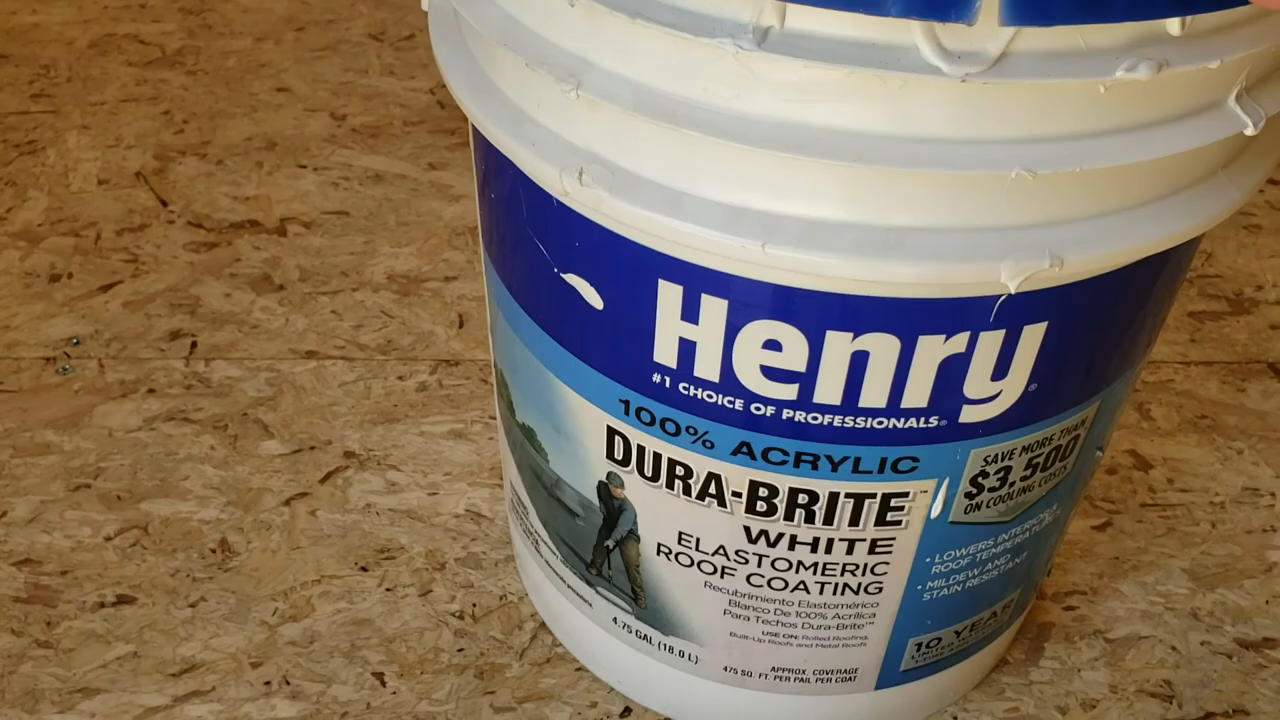 Henry®
#1 CHOICE OF PROFESSIONALS®
100% ACRYLIC
DURA-BRITE™
WHITE
ELASTOMERIC
ROOF COATING
Recubrimiento Elastomérico
Blanco De 100% Acrílica
Para Techos Dura-Brite™
USE ON: Rolled Roofing,
Built-Up Roofs and Metal Roofs
4.75 GAL (18.0 L)
APPROX. COVERAGE
475 SQ. FT. PER PAIL PER COAT
SAVE MORE THAN
$3,500
ON COOLING COSTS
• LOWERS INTERIOR &
ROOF TEMPERATURES
• MILDEW AND
STAIN RESISTANT
10 YEAR
LIMITED